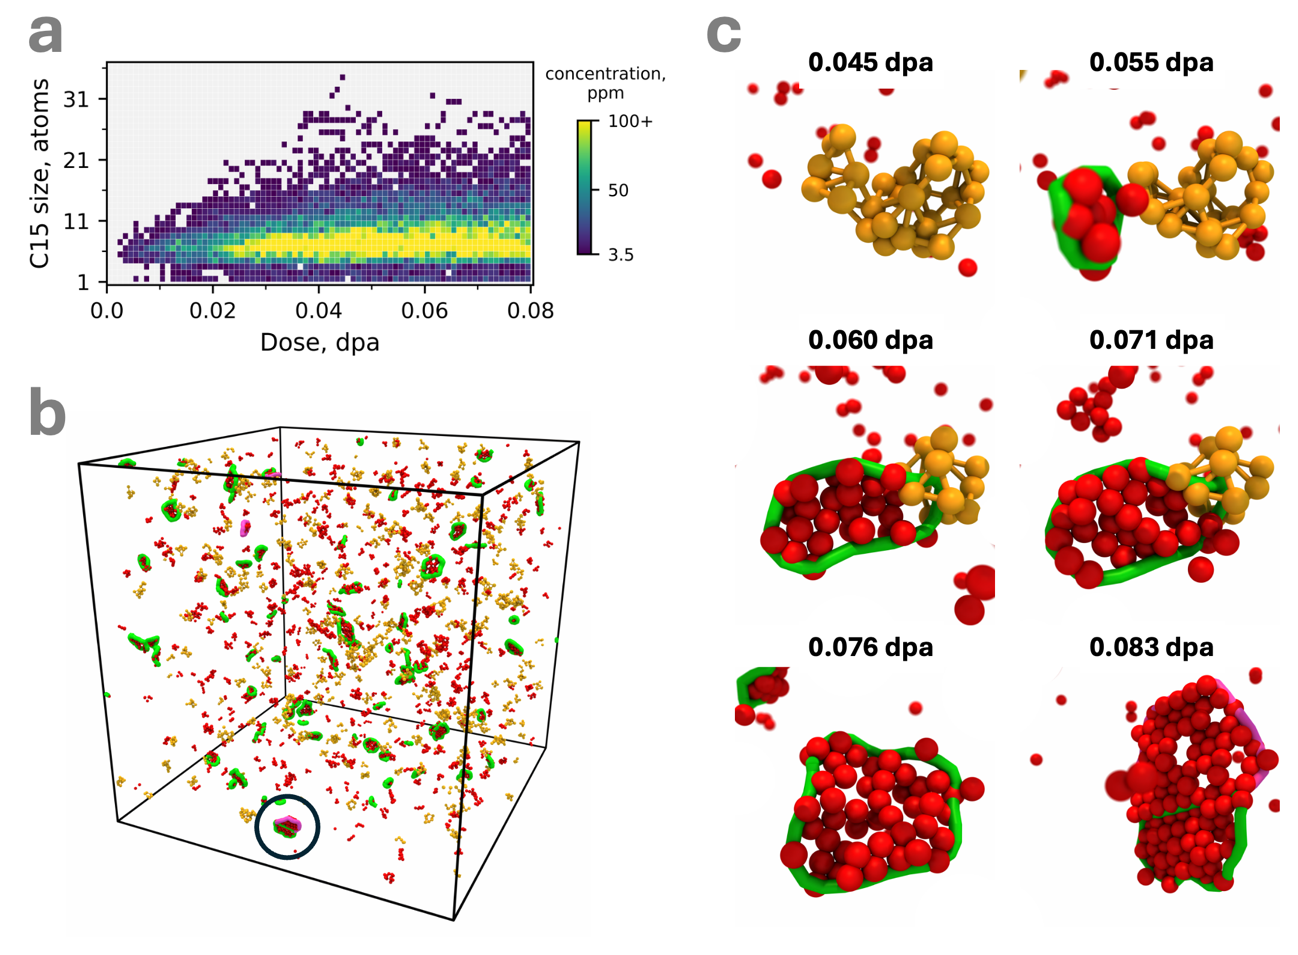 a
C15 size, atoms
31
21
11
1
0.0 0.02 0.04 0.06 0.08
Dose, dpa
concentration,
ppm
100+
50
3.5
b
c
0.045 dpa
0.055 dpa
0.060 dpa
0.071 dpa
0.076 dpa
0.083 dpa